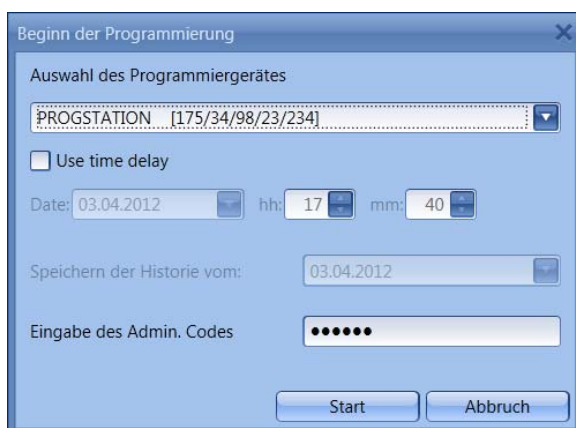 Beginn der Programmierung
Auswahl des Programmiergerätes
PROGSTATION [175/34/98/23/234]
Use time delay
Date: 03.04.2012 hh: 17 mm: 40
Speichern der Historie vom: 03.04.2012
Eingabe des Admin. Codes ••••••
Start Abbruch